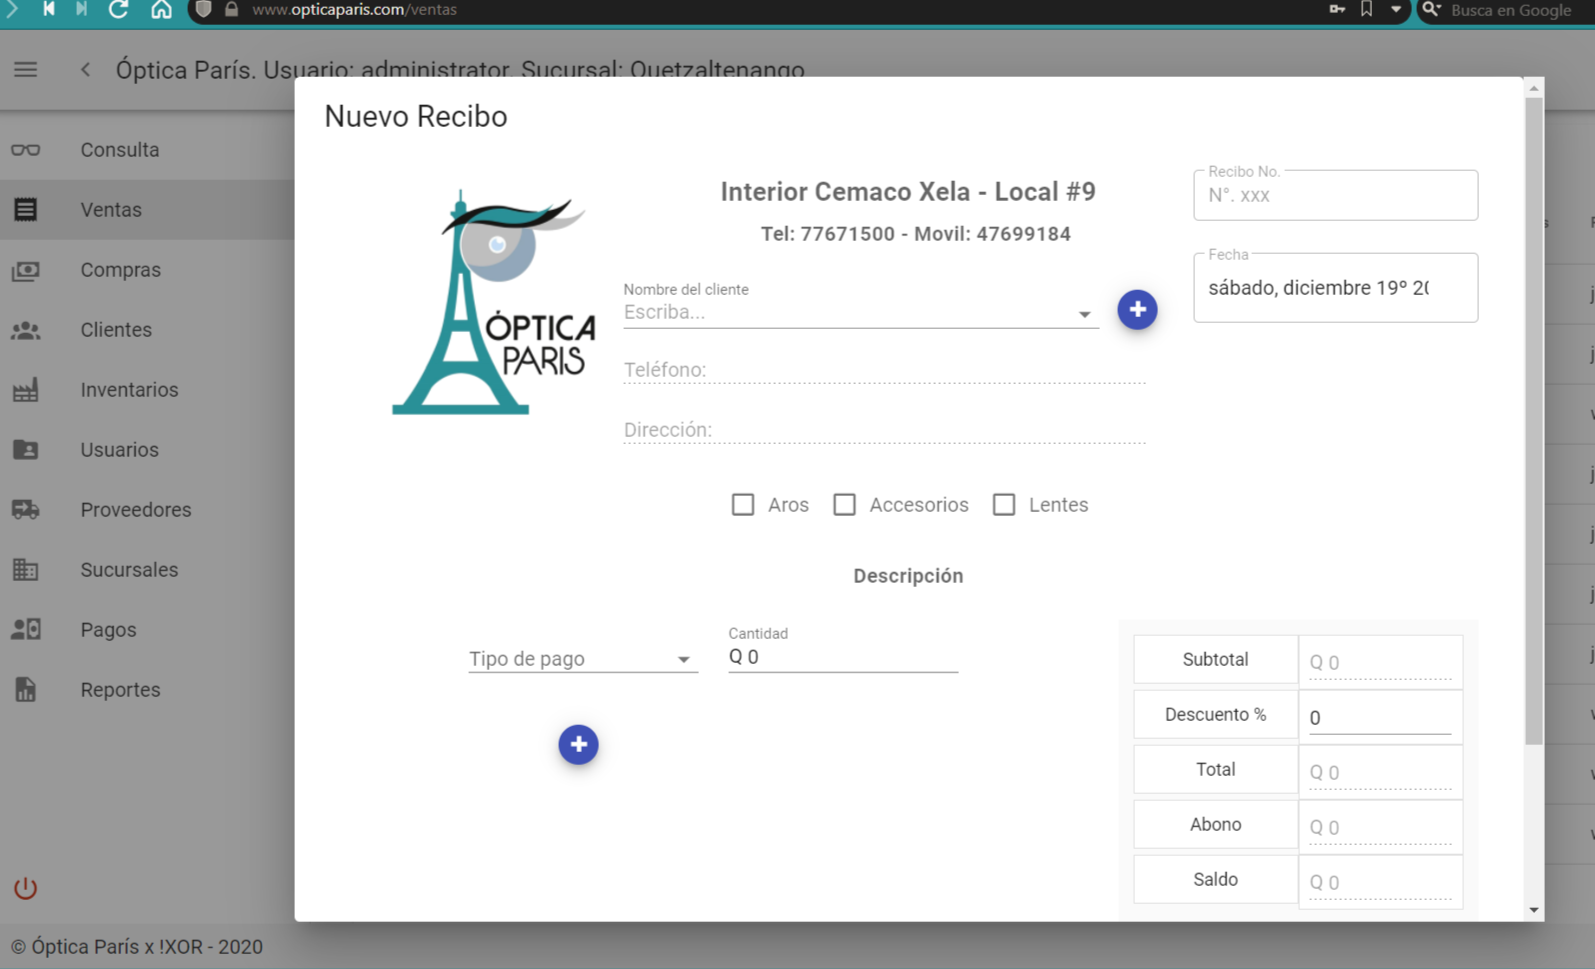 www.opticaparis.com/ventas
Busca en Google
Óptica París. Usuario: administrator. Sucursal: Quetzaltenango
Consulta
Ventas
Compras
Clientes
Inventarios
Usuarios
Proveedores
Sucursales
Pagos
Reportes
© Óptica París x !XOR - 2020
Nuevo Recibo
ÓPTICA
PARIS
Interior Cemaco Xela - Local #9
Tel: 77671500 - Movil: 47699184
Recibo No.
N°. xxx
Fecha
sábado, diciembre 19º 20
Nombre del cliente
Escriba...
Teléfono:
Dirección:
Aros Accesorios Lentes
Descripción
Tipo de pago
Cantidad
Q 0
Subtotal Q 0
Descuento % 0
Total Q 0
Abono Q 0
Saldo Q 0